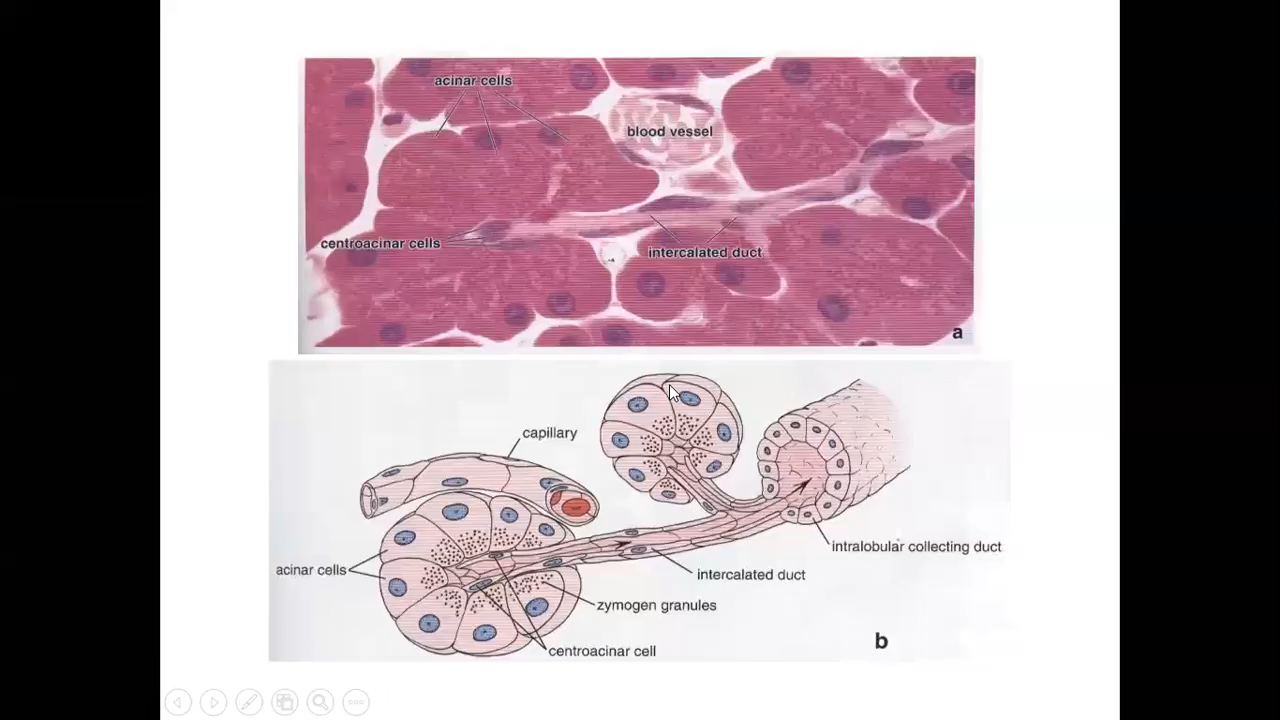 acinar cells
blood vessel
centroacinar cells
intercalated duct
a
capillary
intralobular collecting duct
acinar cells
intercalated duct
zymogen granules
b
centroacinar cell